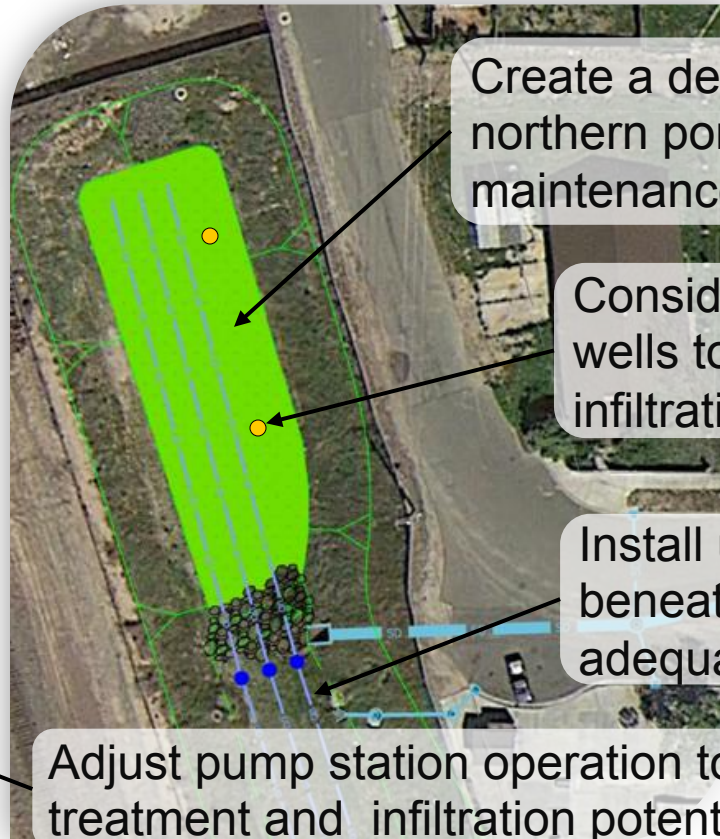 Create a de
northern por
maintenanc
Consid
wells to
infiltrati
Install
beneat
adequa
SD
Adjust pump station operation to
treatment and infiltration potent